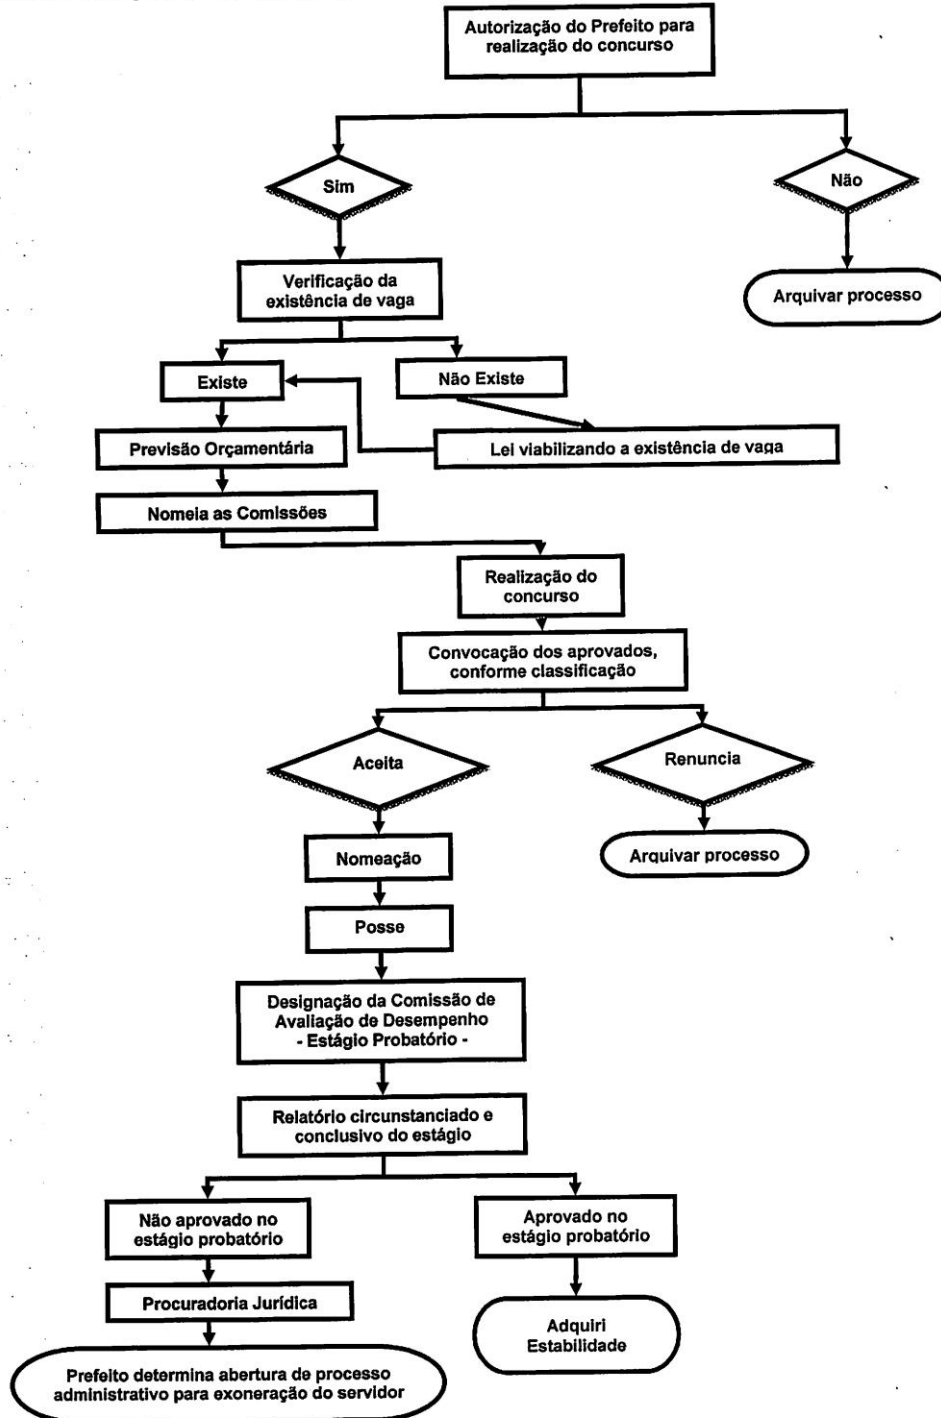 Autorização do Prefeito para
realização do concurso
Sim
Não
Verificação da
existência de vaga
Arquivar processo
Existe
Não Existe
Previsão Orçamentária
Lei viabilizando a existência de vaga
Nomeia as Comissões
Realização do
concurso
Convocação dos aprovados,
conforme classificação
Aceita
Renuncia
Nomeação
Arquivar processo
Posse
Designação da Comissão de
Avaliação de Desempenho
- Estágio Probatório -
Relatório circunstanciado e
conclusivo do estágio
Não aprovado no
estágio probatório
Aprovado no
estágio probatório
Procuradoria Jurídica
Adquiri
Estabilidade
Prefeito determina abertura de processo
administrativo para exoneração do servidor